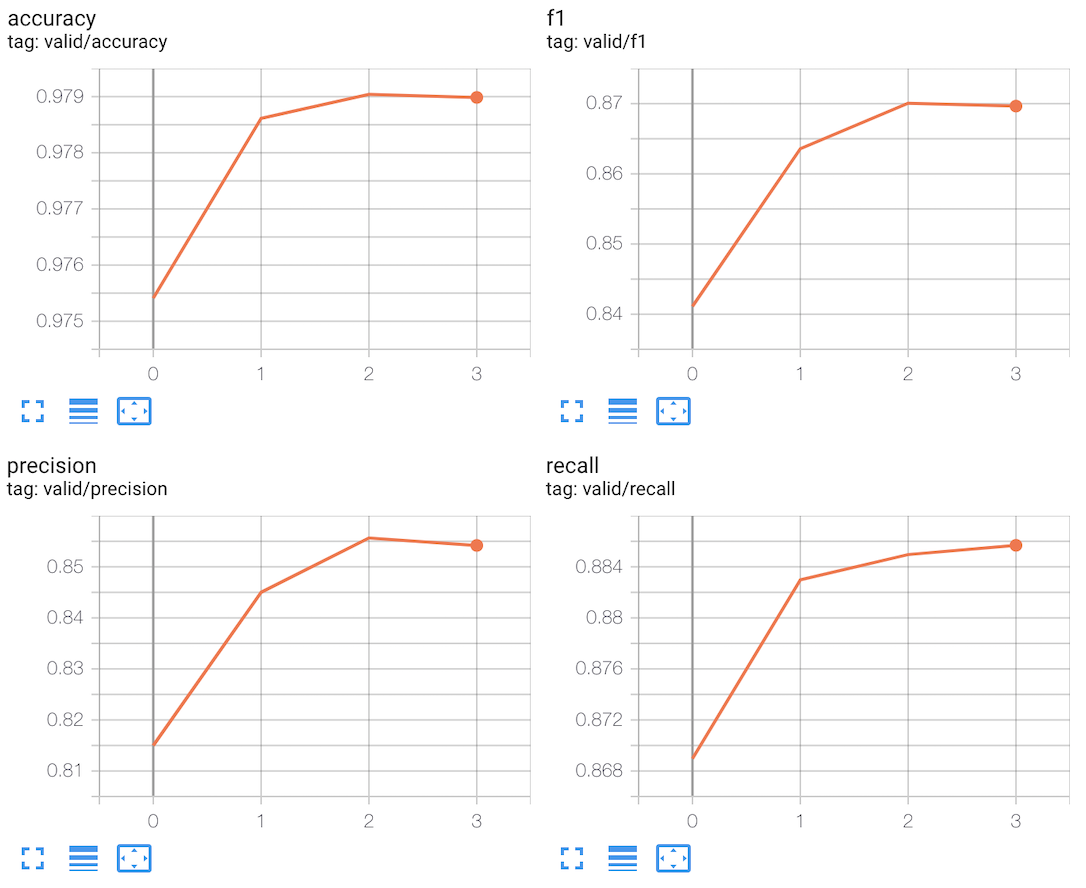 accuracy
tag: valid/accuracy
0.979
0.978
0.977
0.976
0.975
0 1 2 3
f1
tag: valid/f1
0.87
0.86
0.85
0.84
0 1 2 3
precision
tag: valid/precision
0.85
0.84
0.83
0.82
0.81
0 1 2 3
recall
tag: valid/recall
0.884
0.88
0.876
0.872
0.868
0 1 2 3